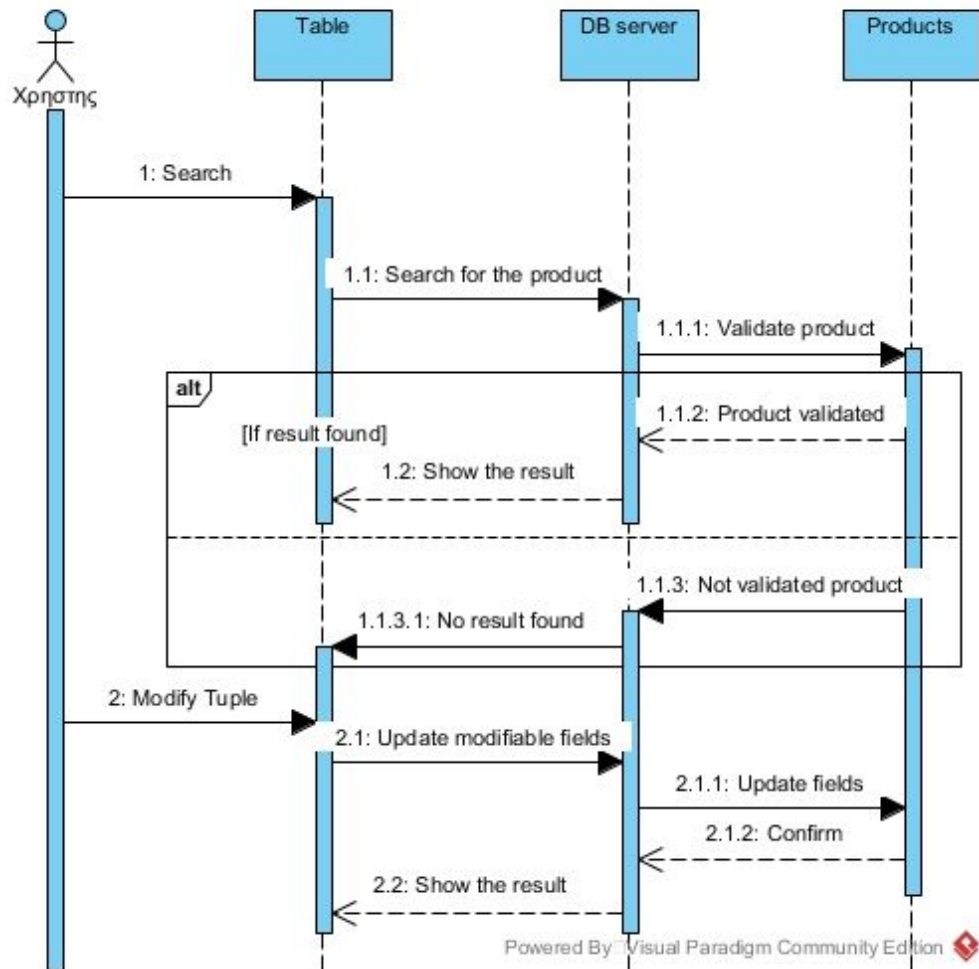 Table
DB server
Products
Χρηστης
1: Search
1.1: Search for the product
1.1.1: Validate product
alt
1.1.2: Product validated
[If result found]
1.2: Show the result
1.1.3: Not validated product
1.1.3.1: No result found
2: Modify Tuple
2.1: Update modifiable fields
2.1.1: Update fields
2.1.2: Confirm
2.2: Show the result
Powered By Visual Paradigm Community Edition